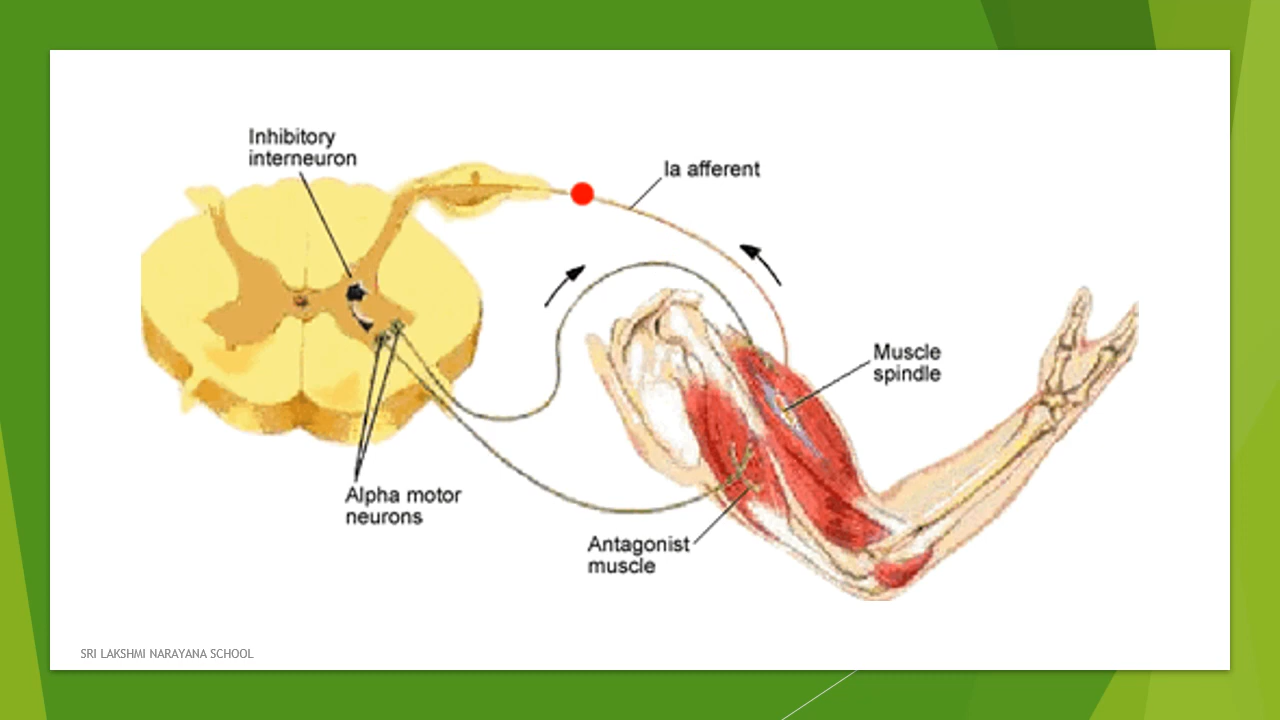 Inhibitory
interneuron
Ia afferent
Muscle
spindle
Alpha motor
neurons
Antagonist
muscle
SRI LAKSHMI NARAYANA SCHOOL